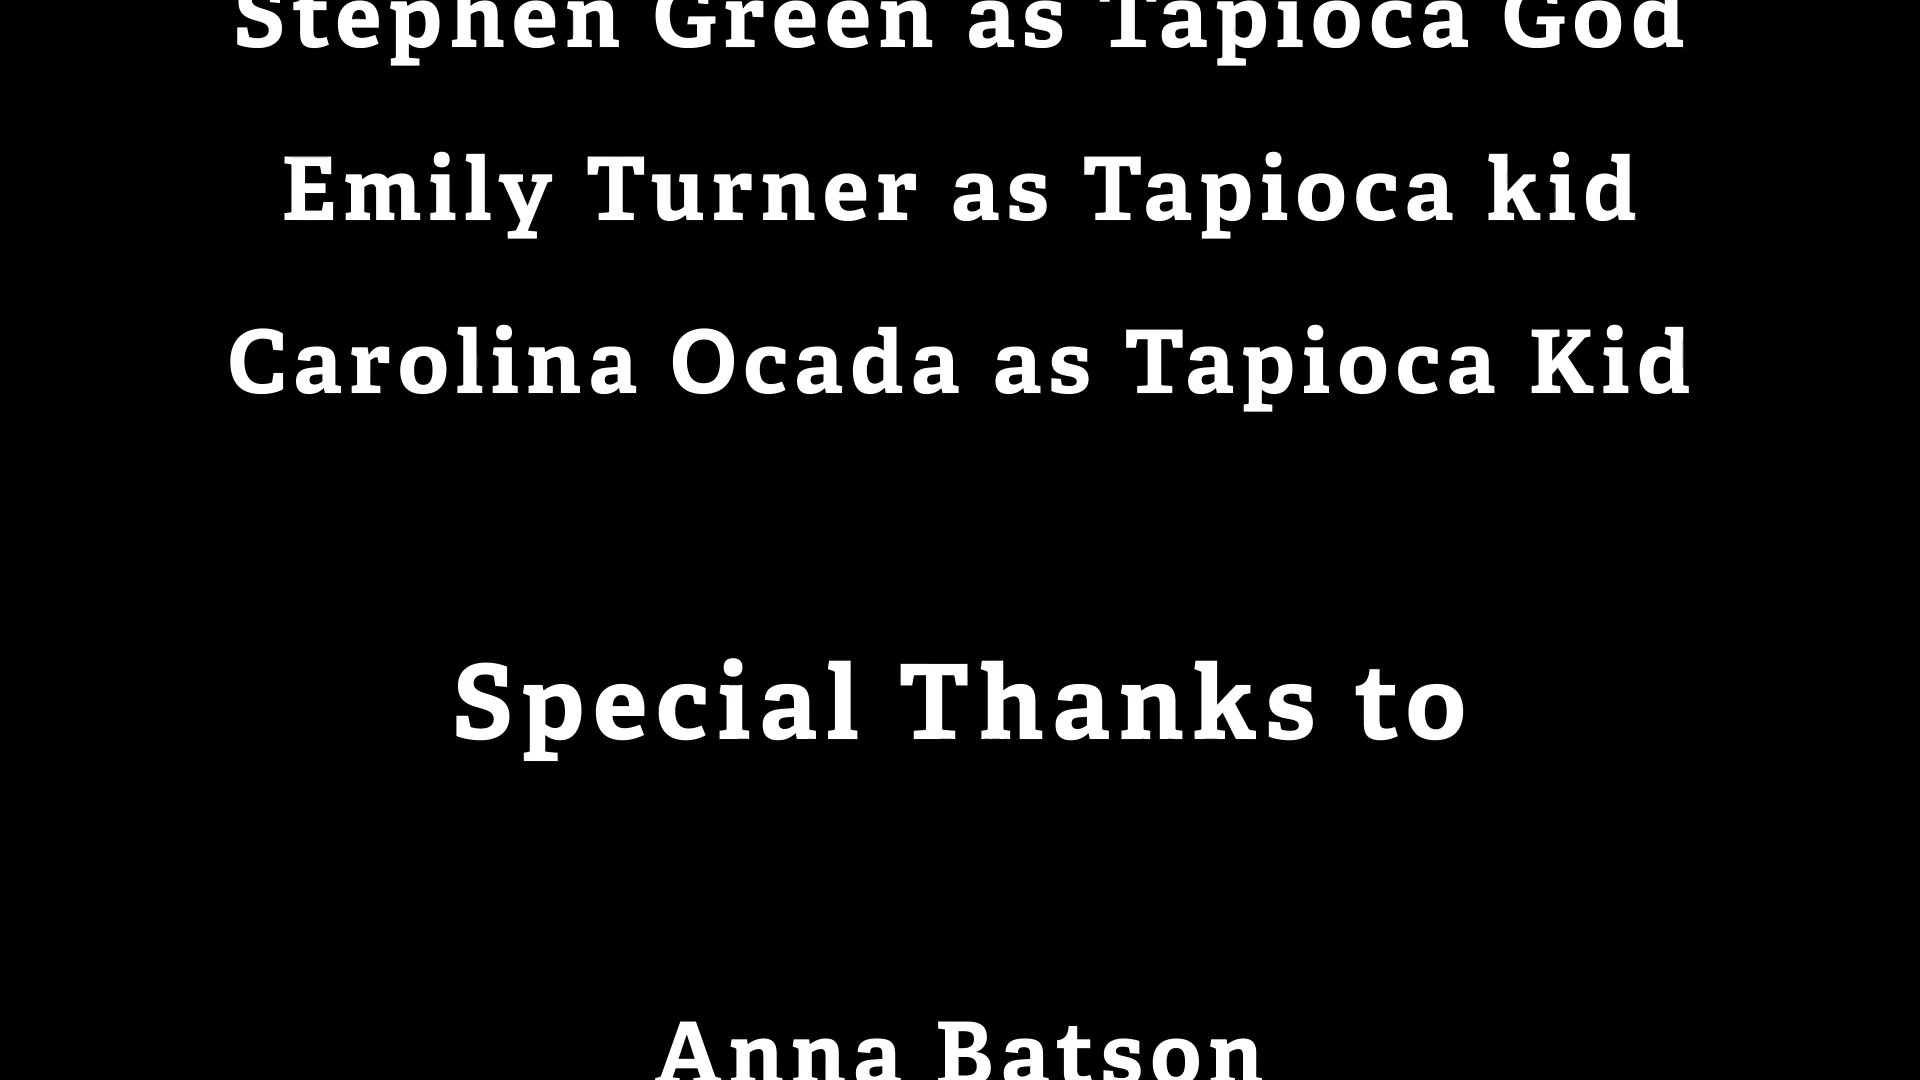 Stephen Green as Tapioca God
Emily Turner as Tapioca kid
Carolina Ocada as Tapioca Kid
Special Thanks to
Anna Batson